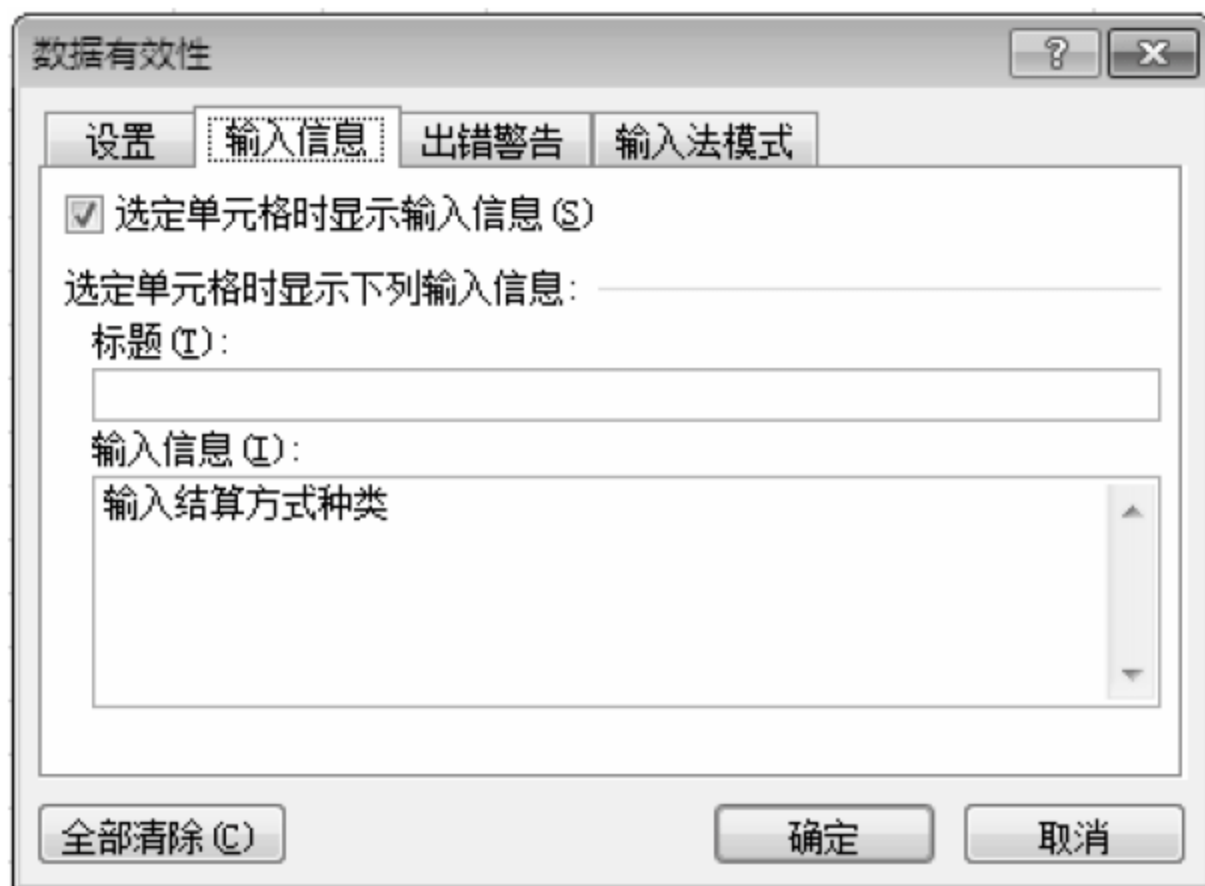 数据有效性
设置 输入信息 出错警告 输入法模式
选定单元格时显示输入信息(S)
选定单元格时显示下列输入信息:
标题(T):
输入信息(I):
输入结算方式种类
全部清除(C) 确定 取消